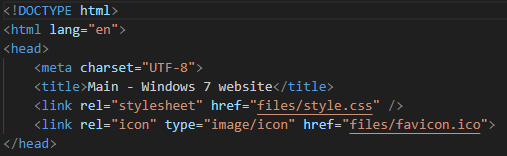 <!DOCTYPE html>
<html lang="en">
<head>
    <meta charset="UTF-8">
    <title>Main - Windows 7 website</title>
    <link rel="stylesheet" href="files/style.css" />
    <link rel="icon" type="image/icon" href="files/favicon.ico">
</head>